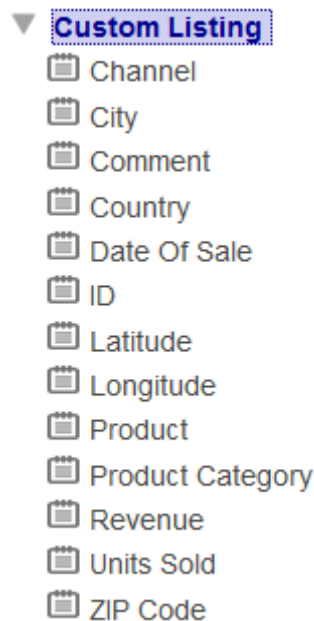 Custom Listing
Channel
City
Comment
Country
Date Of Sale
ID
Latitude
Longitude
Product
Product Category
Revenue
Units Sold
ZIP Code